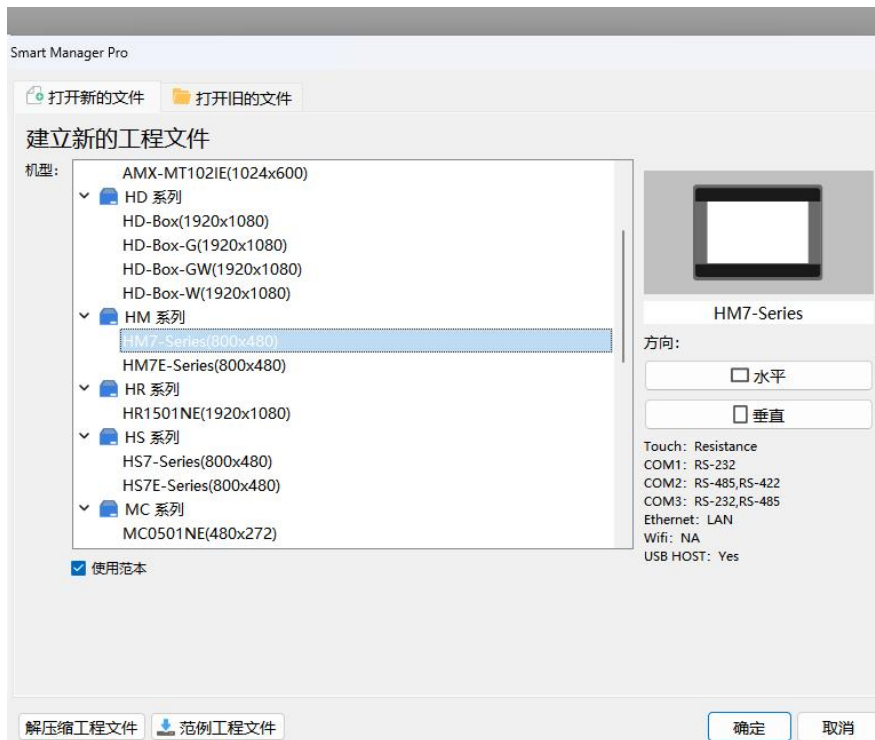 Smart Manager Pro
打开新的文件 打开旧的文件
建立新的工程文件
机型:
AMX-MT102IE(1024x600)
HD 系列
HD-Box(1920x1080)
HD-Box-G(1920x1080)
HD-Box-GW(1920x1080)
HD-Box-W(1920x1080)
HM 系列
HM7-Series(800x480)
HM7E-Series(800x480)
HR 系列
HR1501NE(1920x1080)
HS 系列
HS7-Series(800x480)
HS7E-Series(800x480)
MC 系列
MC0501NE(480x272)
使用范本
HM7-Series
方向:
水平
垂直
Touch: Resistance
COM1: RS-232
COM2: RS-485,RS-422
COM3: RS-232,RS-485
Ethernet: LAN
Wifi: NA
USB HOST: Yes
解压缩工程文件 范例工程文件 确定 取消